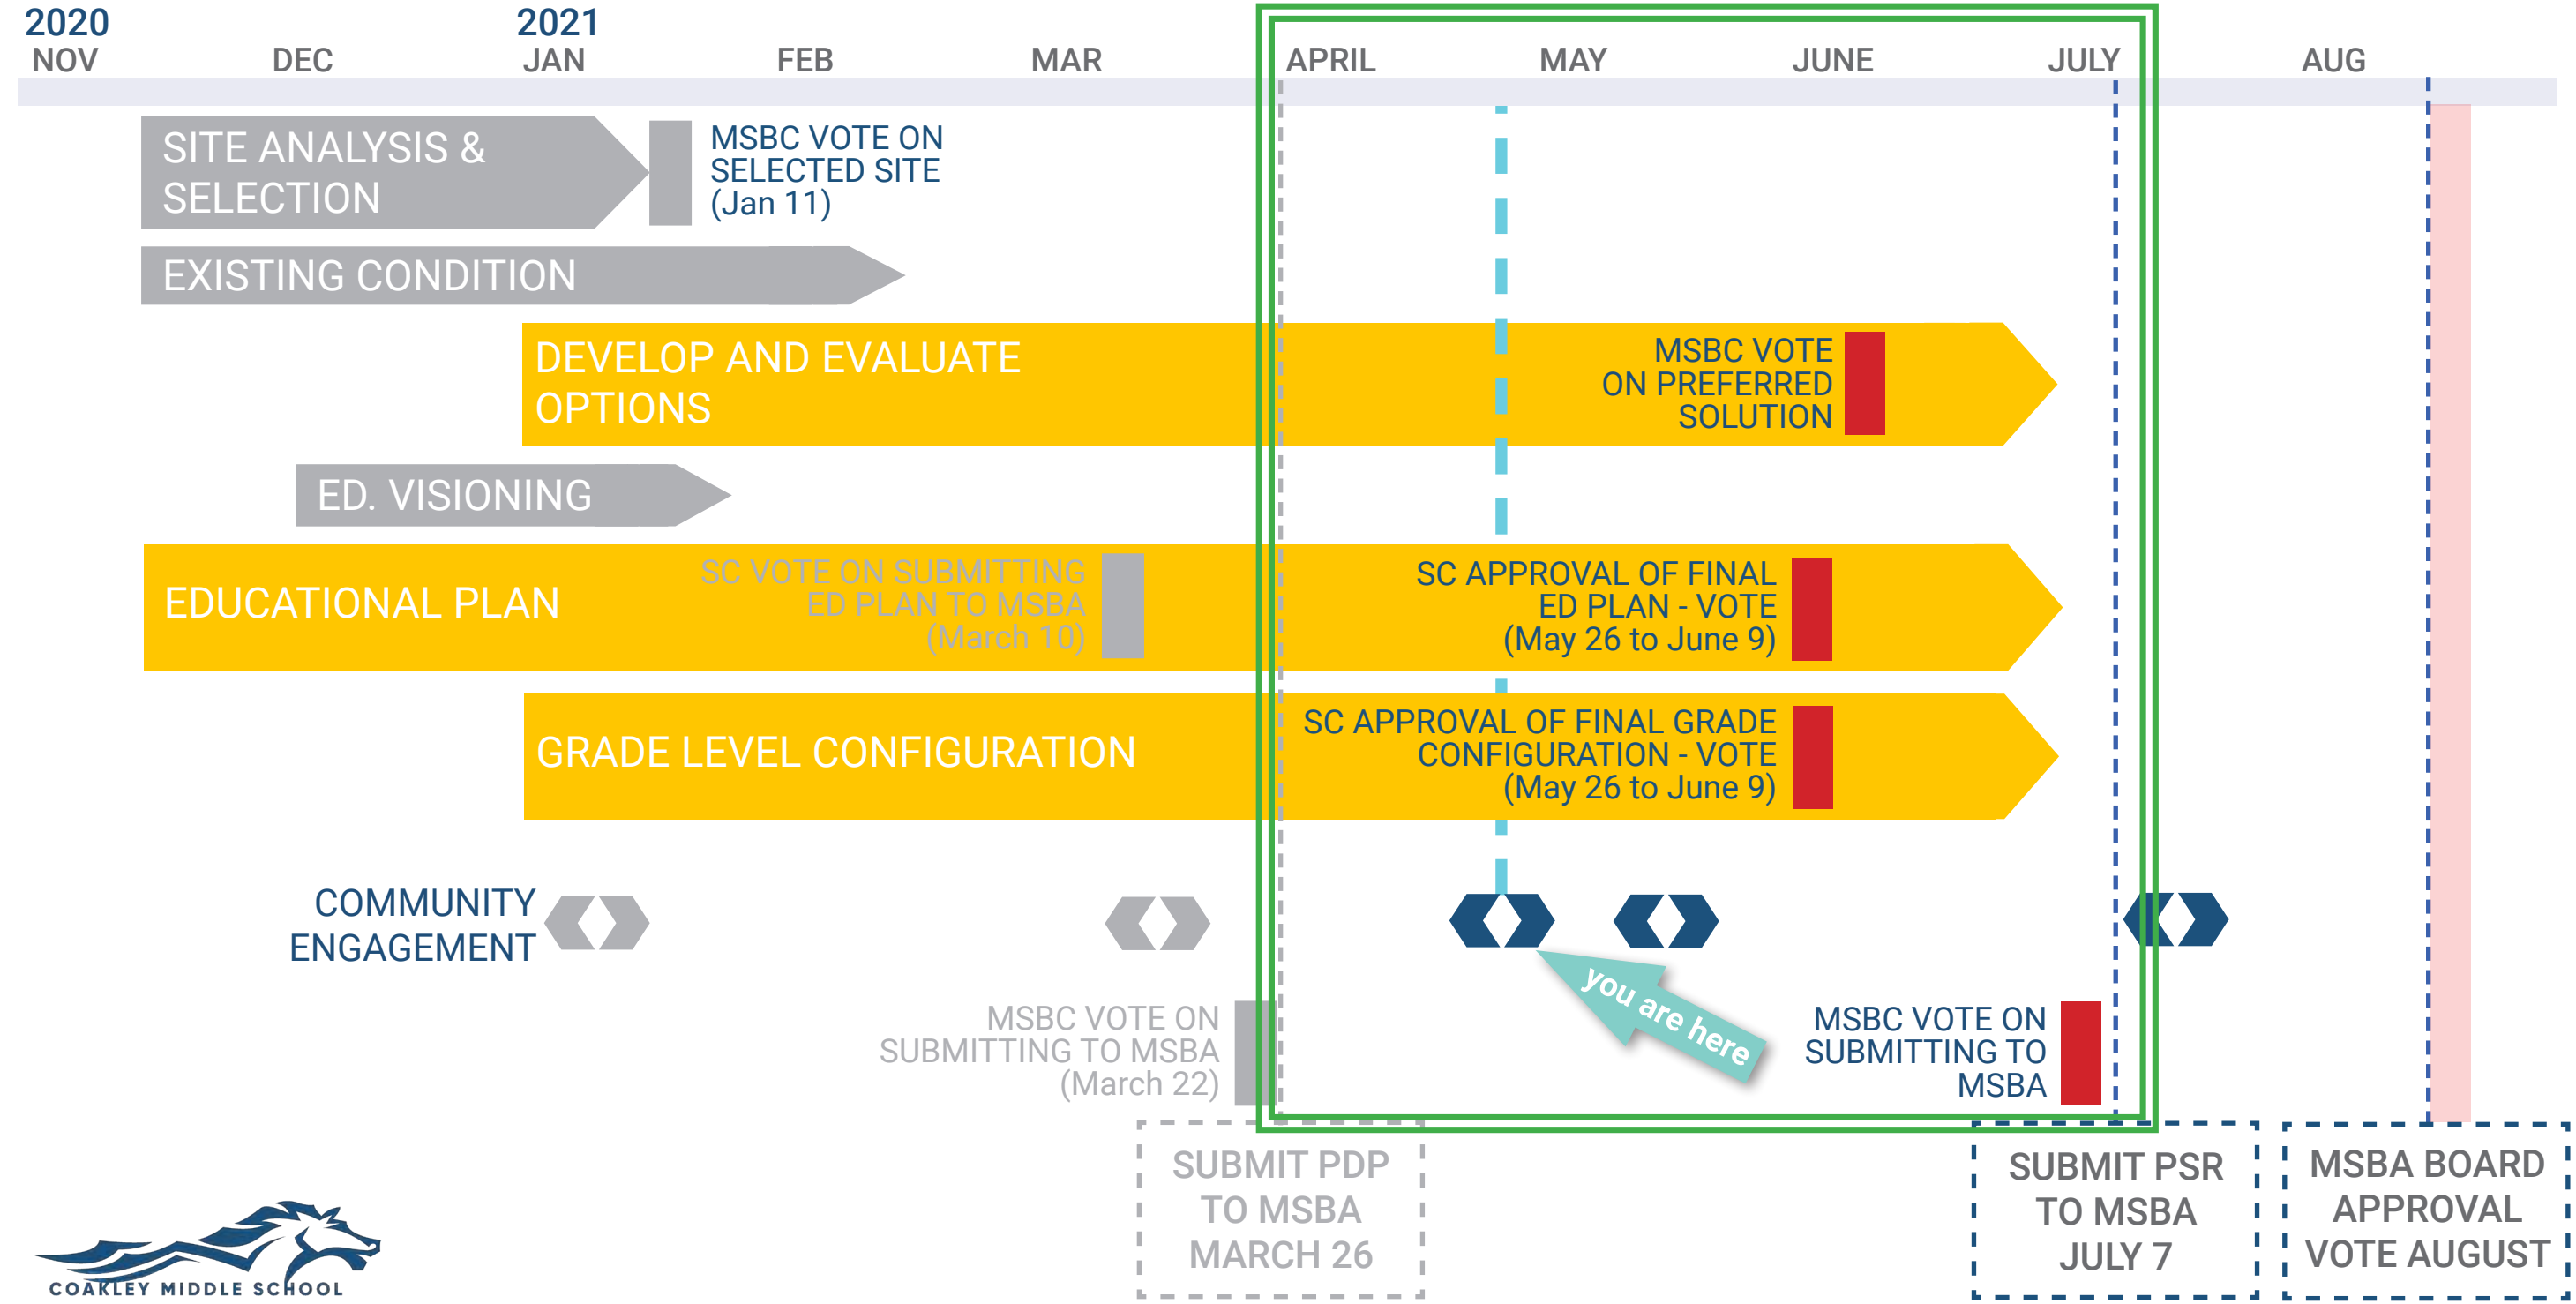 2020
2021
NOV
DEC
JAN
FEB
MAR
APRIL
MAY
JUNE
JULY
AUG
SITE ANALYSIS &
SELECTION
MSBC VOTE ON
SELECTED SITE
(Jan 11)
EXISTING CONDITION
DEVELOP AND EVALUATE
OPTIONS
MSBC VOTE
ON PREFERRED
SOLUTION
ED. VISIONING
EDUCATIONAL PLAN
SC VOTE ON SUBMITTING
ED PLAN TO MSBA
(March 10)
SC APPROVAL OF FINAL
ED PLAN - VOTE
(May 26 to June 9)
GRADE LEVEL CONFIGURATION
SC APPROVAL OF FINAL GRADE
CONFIGURATION - VOTE
(May 26 to June 9)
COMMUNITY
ENGAGEMENT
you are here
MSBC VOTE ON
SUBMITTING TO MSBA
(March 22)
MSBC VOTE ON
SUBMITTING TO
MSBA
SUBMIT PDP
TO MSBA
MARCH 26
SUBMIT PSR
TO MSBA
JULY 7
MSBA BOARD
APPROVAL
VOTE AUGUST
COAKLEY MIDDLE SCHOOL